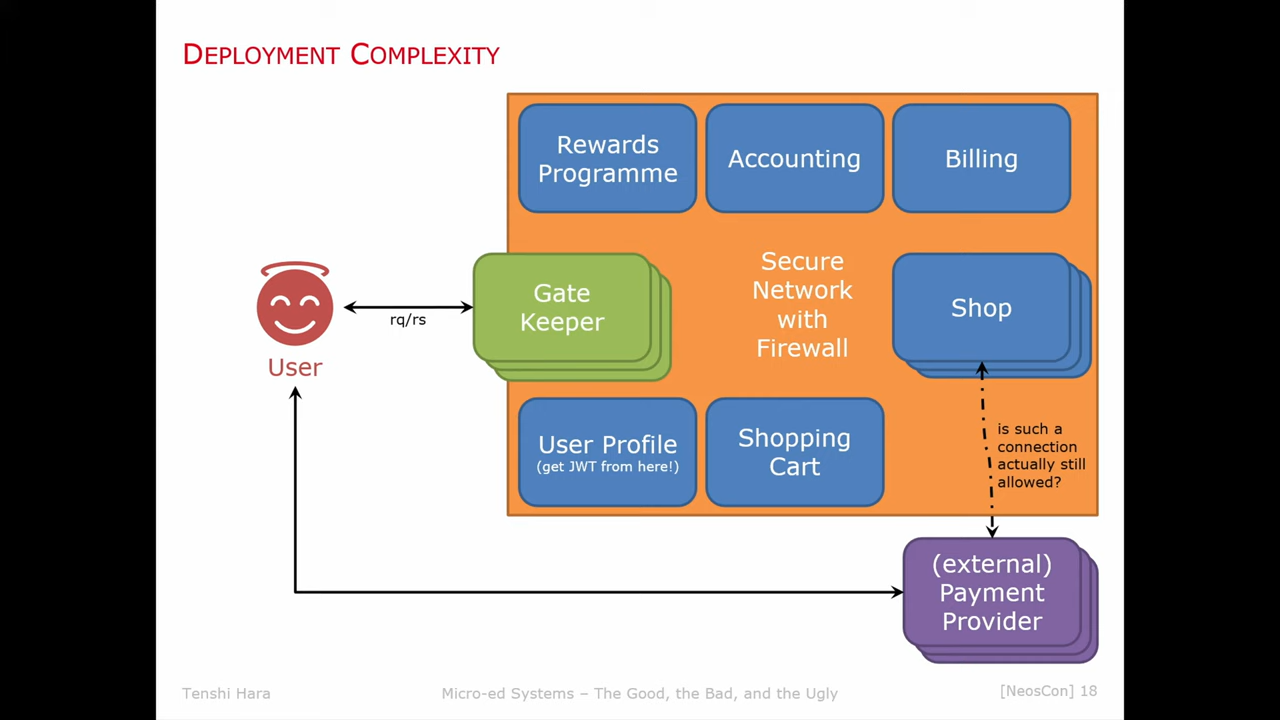 DEPLOYMENT COMPLEXITY
Rewards
Programme
Accounting
Billing
Gate
Keeper
Secure
Network
with
Firewall
Shop
rq/rs
User
User Profile
(get JWT from here!)
Shopping
Cart
is such a
connection
actually still
allowed?
(external)
Payment
Provider
Tenshi Hara
Micro-ed Systems – The Good, the Bad, and the Ugly
[NeosCon] 18